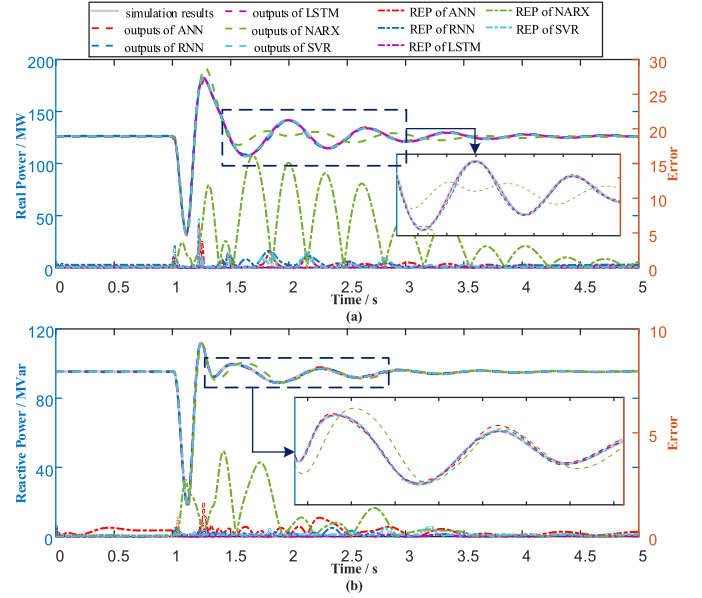 simulation results outputs of LSTM REP of ANN REP of NARX
outputs of ANN outputs of NARX REP of RNN REP of SVR
outputs of RNN outputs of SVR REP of LSTM
200 30
150 25
20
100 15
50 10
5
0 0
Real Power / MW
Error
0 0.5 1 1.5 2 2.5 3 3.5 4 4.5 5
Time / s
(a)
120 10
80 5
40
0 0
Reactive Power / MVar
Error
0 0.5 1 1.5 2 2.5 3 3.5 4 4.5 5
Time / s
(b)